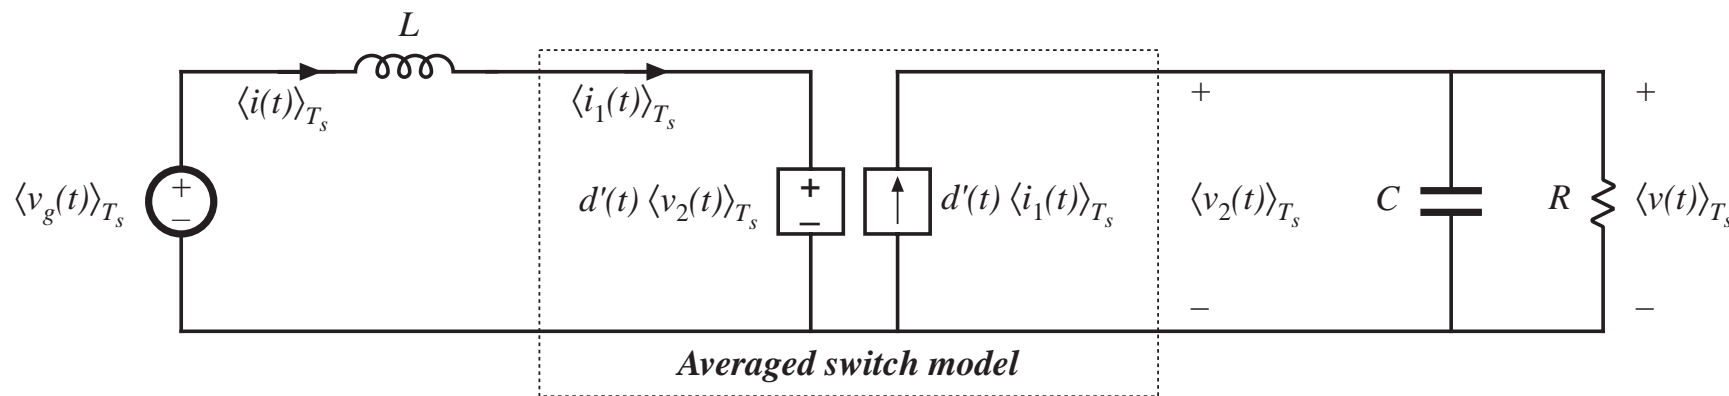 L
⟨i(t)⟩_{T_s}
⟨i_1(t)⟩_{T_s}
+
+
⟨v_g(t)⟩_{T_s}
+
−
d'(t) ⟨v_2(t)⟩_{T_s}
+
−
d'(t) ⟨i_1(t)⟩_{T_s}
⟨v_2(t)⟩_{T_s}
C
R
⟨v(t)⟩_{T_s}
−
−
Averaged switch model